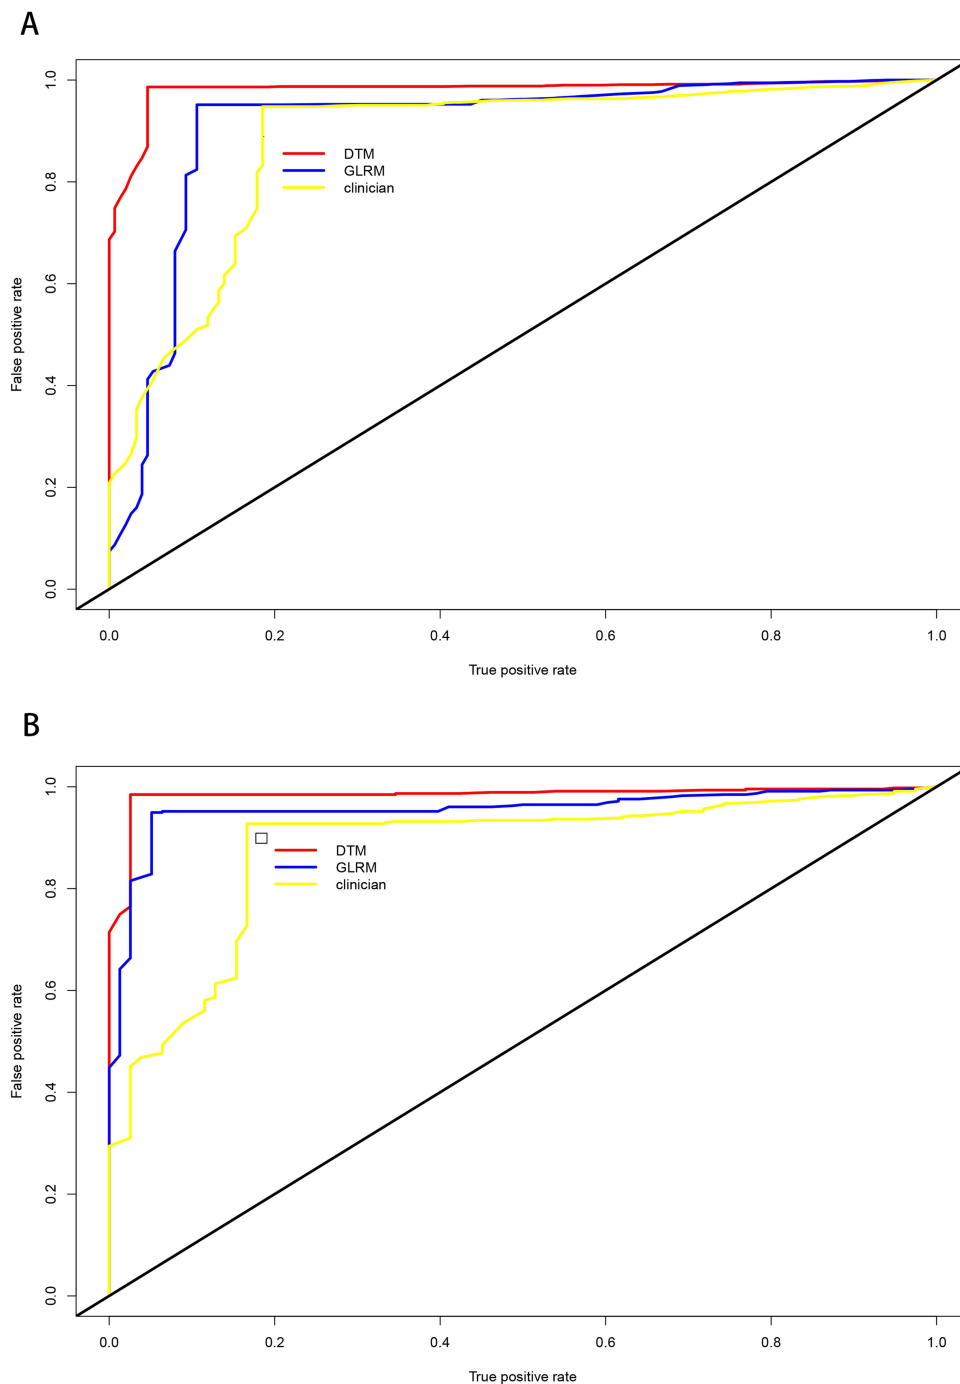 A
False positive rate
1.0
0.8
0.6
0.4
0.2
0.0
DTM
GLRM
clinician
0.0 0.2 0.4 0.6 0.8 1.0
True positive rate
B
False positive rate
1.0
0.8
0.6
0.4
0.2
0.0
DTM
GLRM
clinician
0.0 0.2 0.4 0.6 0.8 1.0
True positive rate